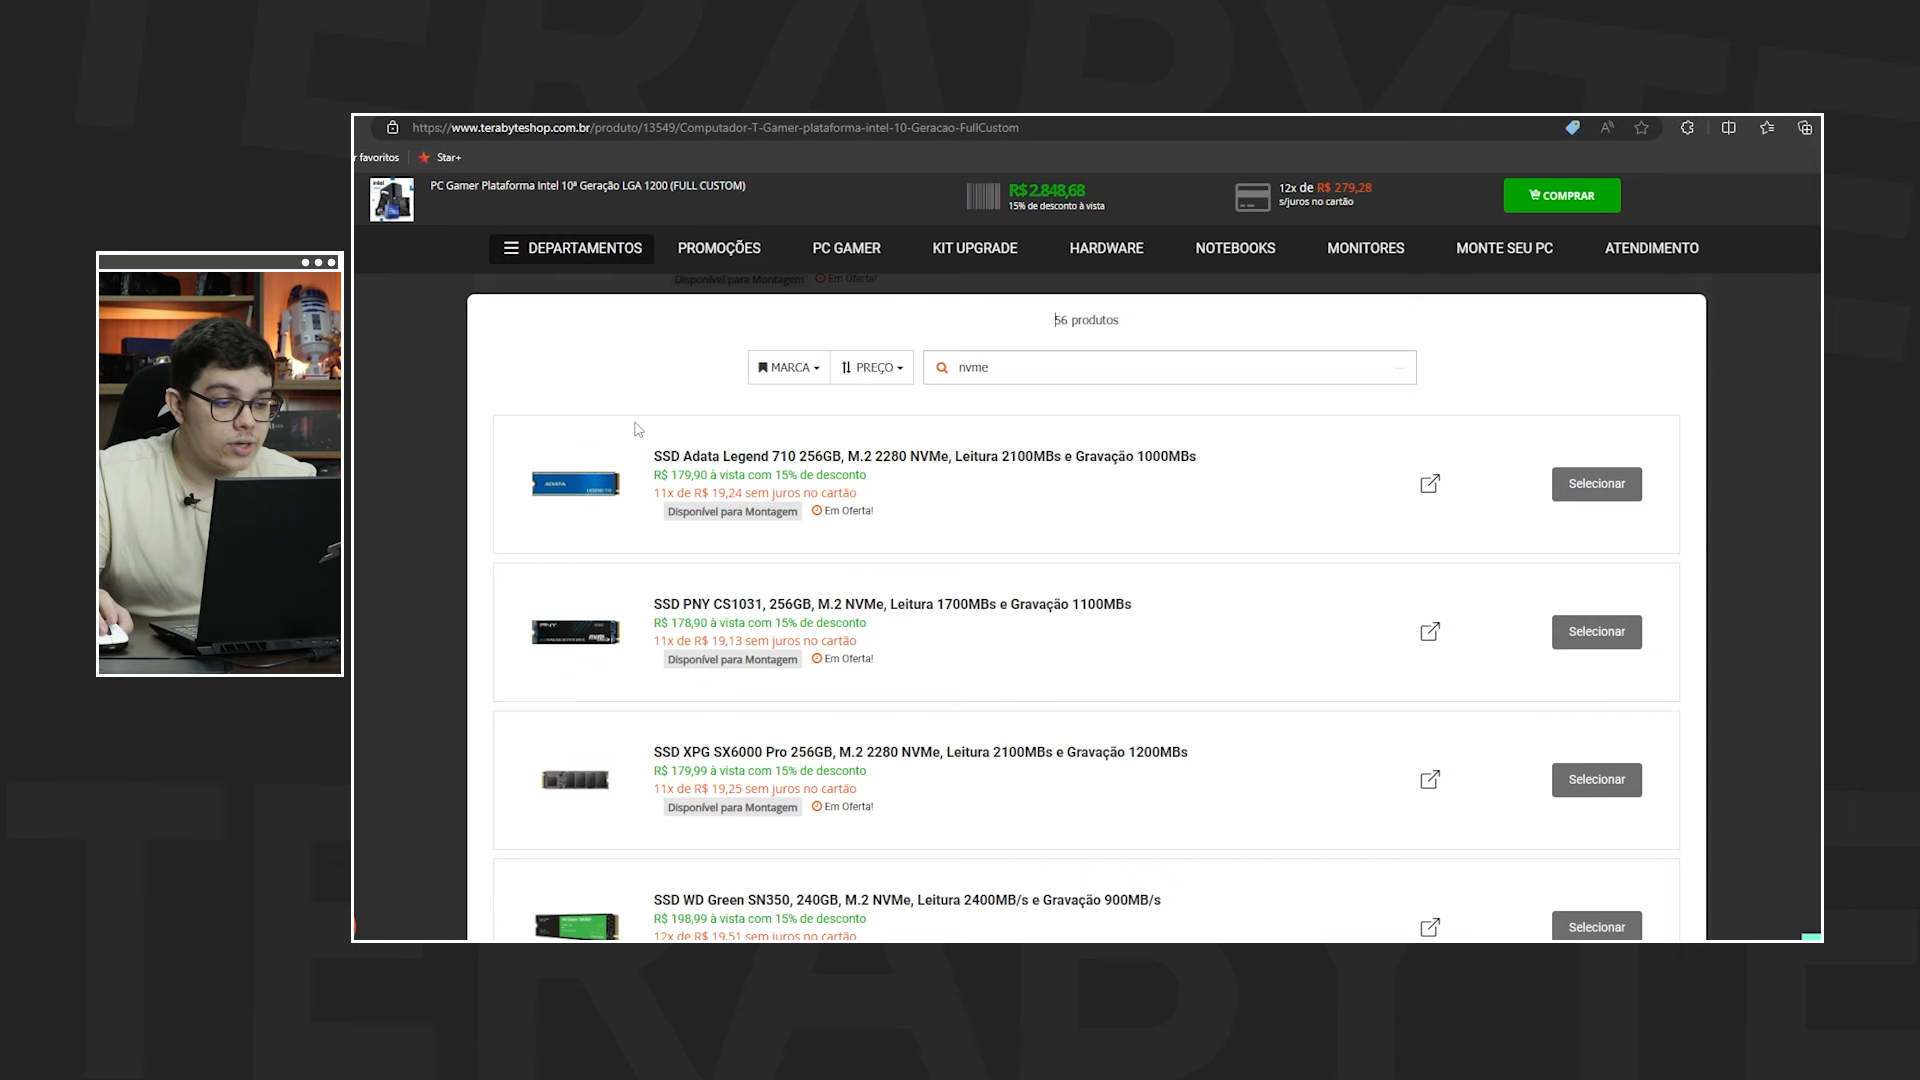 https://www.terabyteshop.com.br/produto/13549/Computador-T-Gamer-plataforma-intel-10-Geracao-FullCustom
r favoritos
Star+
PC Gamer Plataforma Intel 10ª Geração LGA 1200 (FULL CUSTOM)
R$ 2.848,68
15% de desconto à vista
12x de R$ 279,28
s/juros no cartão
COMPRAR
DEPARTAMENTOS PROMOÇÕES PC GAMER KIT UPGRADE HARDWARE NOTEBOOKS MONITORES MONTE SEU PC ATENDIMENTO
Disponível para Montagem Em Oferta!
56 produtos
MARCA PREÇO nvme
SSD Adata Legend 710 256GB, M.2 2280 NVMe, Leitura 2100MBs e Gravação 1000MBs
R$ 179,90 à vista com 15% de desconto
11x de R$ 19,24 sem juros no cartão
Disponível para Montagem Em Oferta!
Selecionar
ADATA
SSD PNY CS1031, 256GB, M.2 NVMe, Leitura 1700MBs e Gravação 1100MBs
R$ 178,90 à vista com 15% de desconto
11x de R$ 19,13 sem juros no cartão
Disponível para Montagem Em Oferta!
Selecionar
PNY
SSD XPG SX6000 Pro 256GB, M.2 2280 NVMe, Leitura 2100MBs e Gravação 1200MBs
R$ 179,99 à vista com 15% de desconto
11x de R$ 19,25 sem juros no cartão
Disponível para Montagem Em Oferta!
Selecionar
SSD WD Green SN350, 240GB, M.2 NVMe, Leitura 2400MB/s e Gravação 900MB/s
R$ 198,99 à vista com 15% de desconto
12x de R$ 19,51 sem juros no cartão
Selecionar